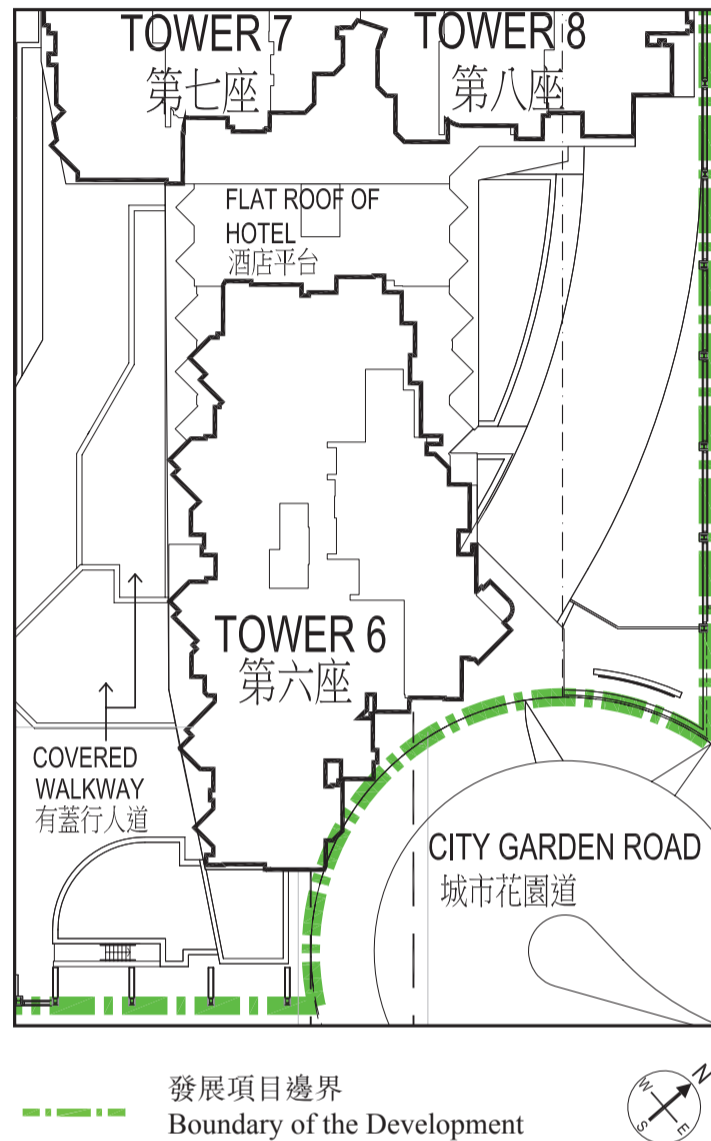 TOWER 7
第七座
TOWER 8
第八座
FLAT ROOF OF
HOTEL
酒店平台
TOWER 6
第六座
COVERED
WALKWAY
有蓋行人道
CITY GARDEN ROAD
城市花園道
發展項目邊界
Boundary of the Development
N
W
S
E